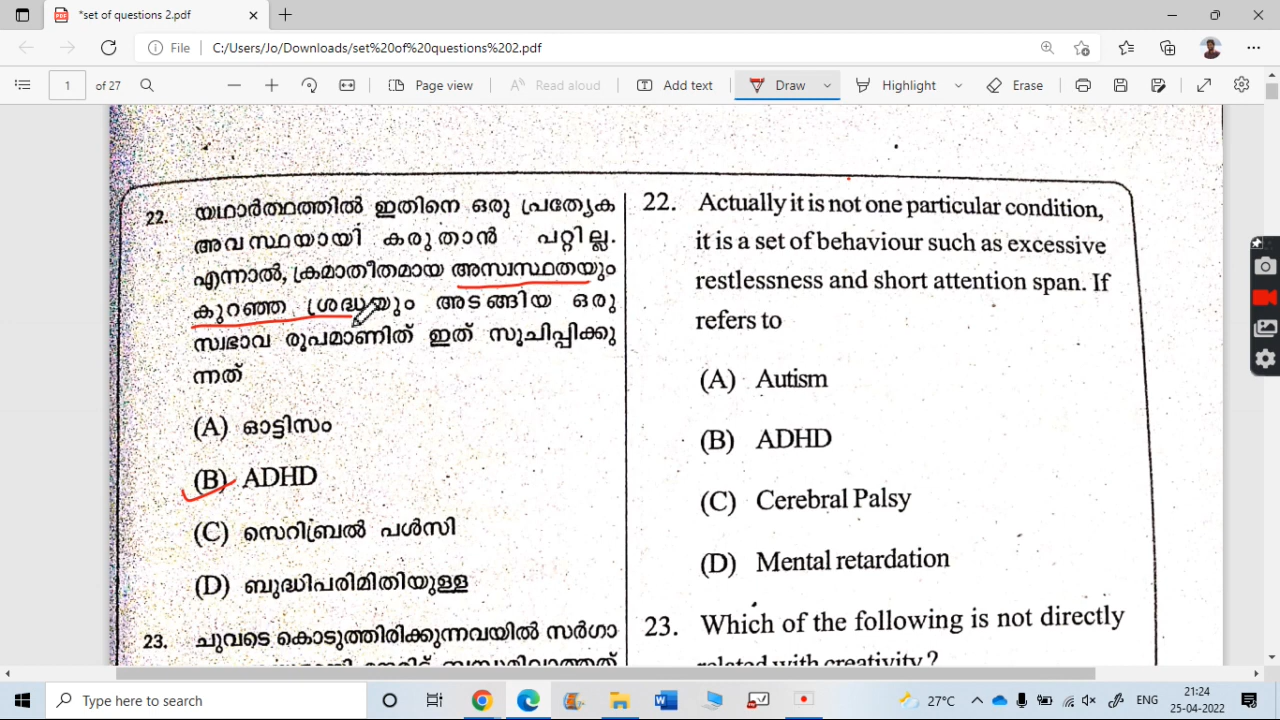 *set of questions 2.pdf
File
C:/Users/Jo/Downloads/set%20of%20questions%202.pdf
1 of 27
Page view
Read aloud
Add text
Draw
Highlight
Erase
22. യഥാർത്ഥത്തിൽ ഇതിനെ ഒരു പ്രത്യേക
അവസ്ഥയായി കരുതാൻ പറ്റില്ല.
എന്നാൽ, ക്രമാതീതമായ അസ്വസ്ഥതയും
കുറഞ്ഞ ശ്രദ്ധയും അടങ്ങിയ ഒരു
സ്വഭാവ രൂപമാണിത് ഇത് സൂചിപ്പിക്കു
ന്നത്
(A) ഓട്ടിസം
(B) ADHD
(C) സെറിബ്രൽ പൾസി
(D) ബുദ്ധിപരിമിതിയുള്ള
23. ചുവടെ കൊടുത്തിരിക്കുന്നവയിൽ സർഗാ
22. Actually it is not one particular condition,
it is a set of behaviour such as excessive
restlessness and short attention span. If
refers to
(A) Autism
(B) ADHD
(C) Cerebral Palsy
(D) Mental retardation
23. Which of the following is not directly
related with creativity?
Type here to search
27°C
ENG
21:24
25-04-2022